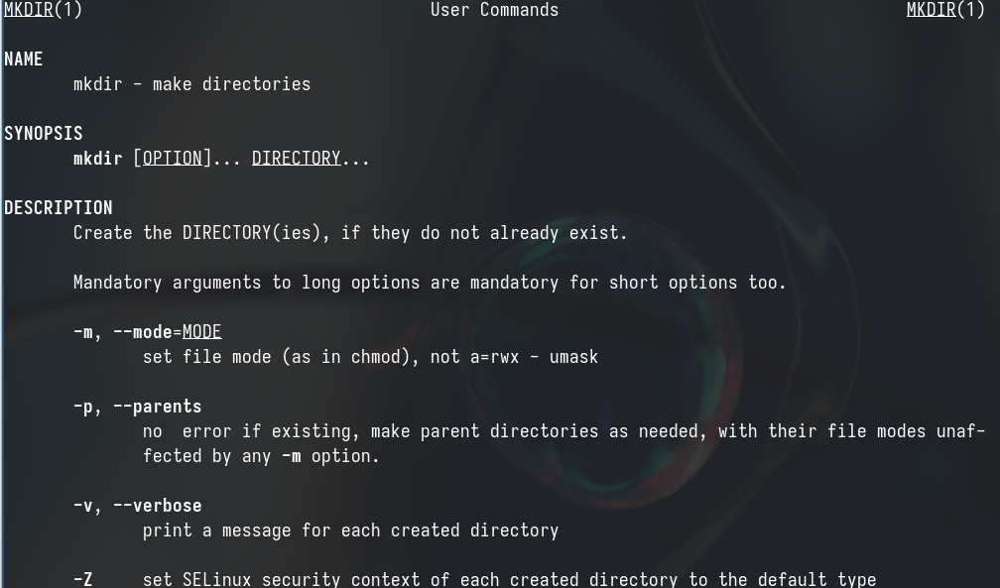 MKDIR(1) User Commands MKDIR(1)
NAME
mkdir - make directories
SYNOPSIS
mkdir [OPTION]... DIRECTORY...
DESCRIPTION
Create the DIRECTORY(ies), if they do not already exist.
Mandatory arguments to long options are mandatory for short options too.
-m, --mode=MODE
set file mode (as in chmod), not a=rwx - umask
-p, --parents
no  error if existing, make parent directories as needed, with their file modes unaf-
fected by any -m option.
-v, --verbose
print a message for each created directory
-Z set SELinux security context of each created directory to the default type